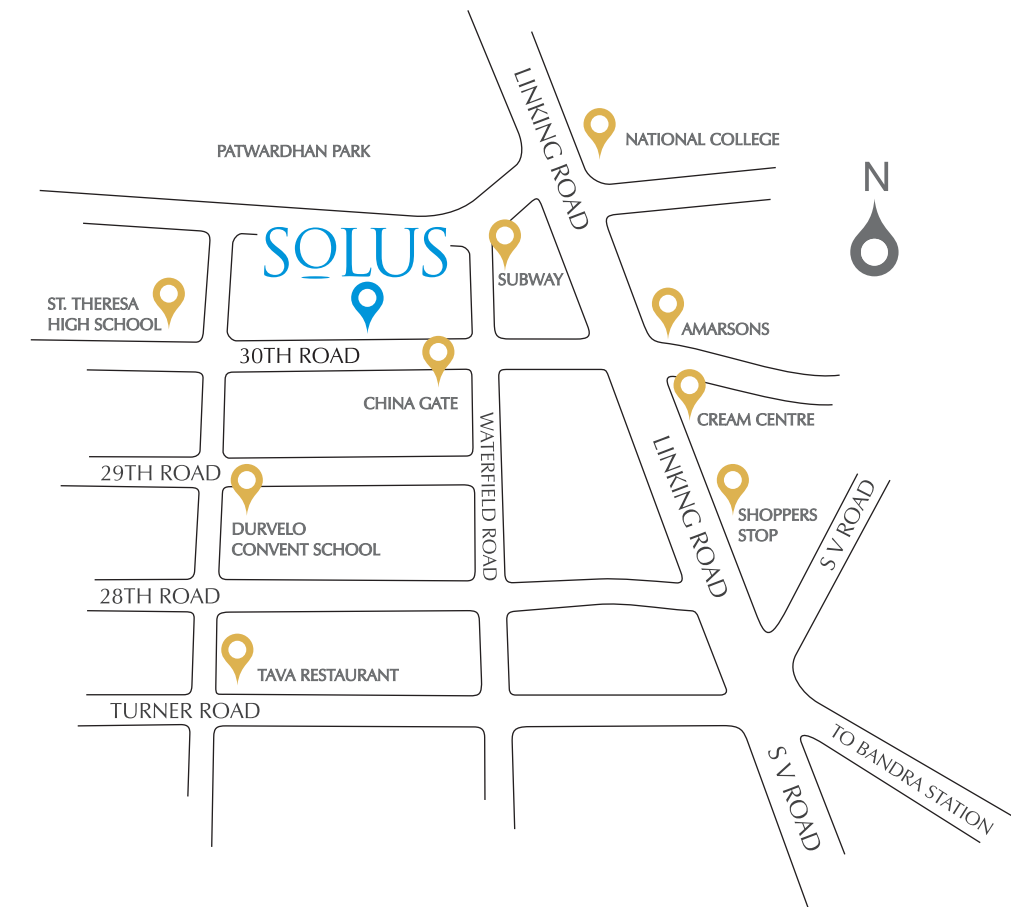 LINKING ROAD
NATIONAL COLLEGE
PATWARDHAN PARK
N
SOLUS
SUBWAY
ST. THERESA
HIGH SCHOOL
AMARSONS
30TH ROAD
CHINA GATE
CREAM CENTRE
WATERFIELD ROAD
LINKING ROAD
29TH ROAD
SHOPPERS
STOP
S V ROAD
DURVELO
CONVENT SCHOOL
28TH ROAD
TAVA RESTAURANT
TURNER ROAD
TO BANDRA STATION
S V ROAD